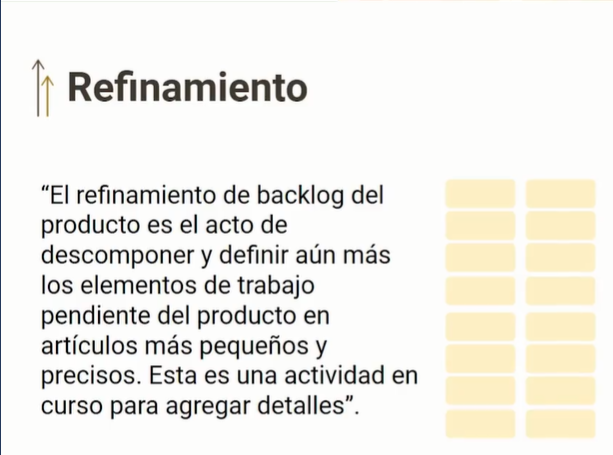 Refinamiento
“El refinamiento de backlog del
producto es el acto de
descomponer y definir aún más
los elementos de trabajo
pendiente del producto en
artículos más pequeños y
precisos. Esta es una actividad en
curso para agregar detalles”.